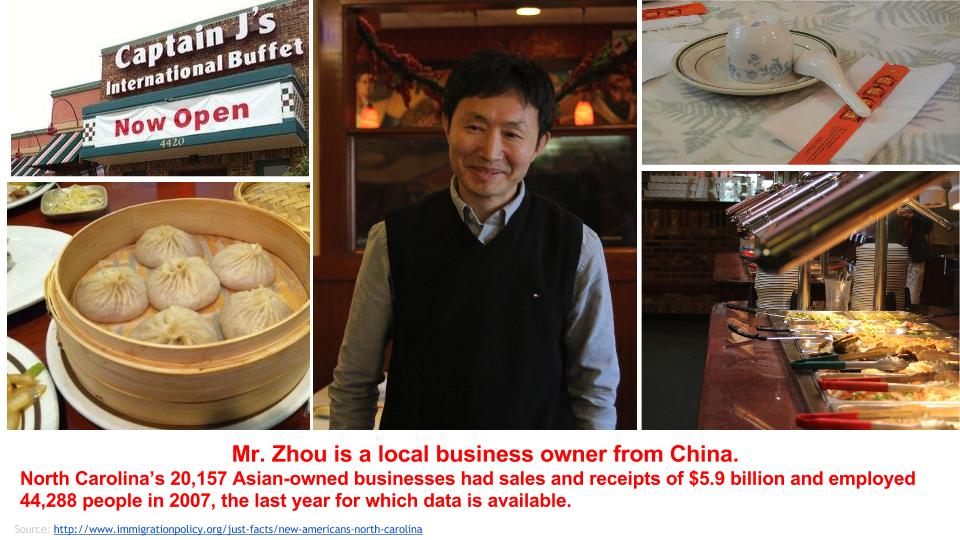 Captain J's
International Buffet
Now Open
4420
Mr. Zhou is a local business owner from China.
North Carolina’s 20,157 Asian-owned businesses had sales and receipts of $5.9 billion and employed
44,288 people in 2007, the last year for which data is available.
Source: http://www.immigrationpolicy.org/just-facts/new-americans-north-carolina